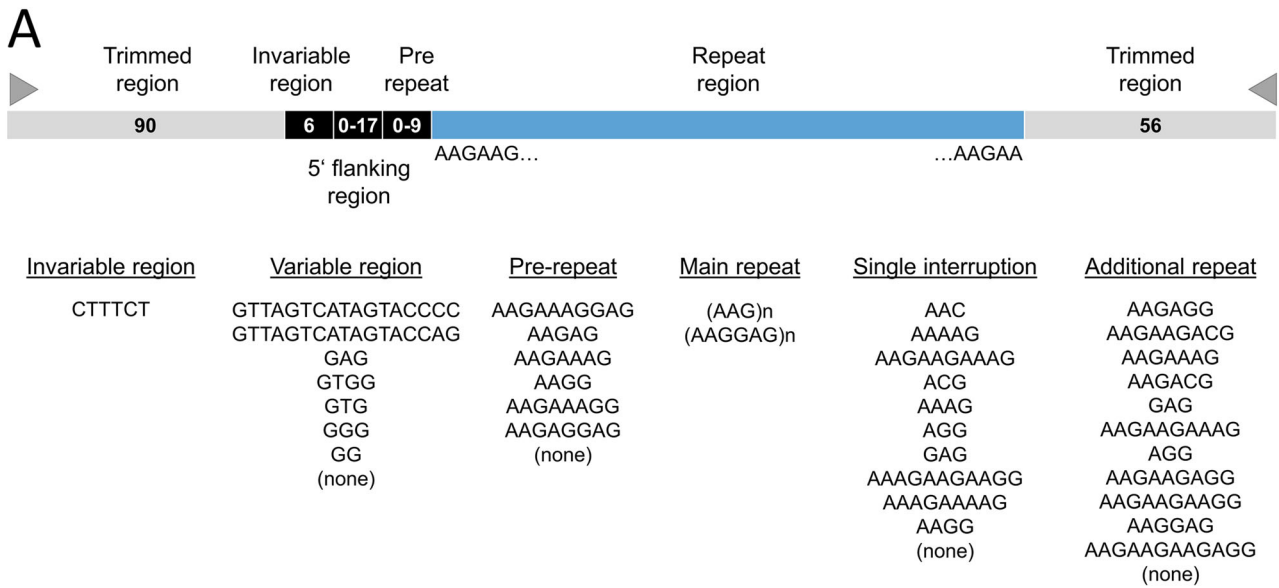 A
Trimmed region
Invariable region
Pre repeat
Repeat region
Trimmed region
90
6
0-17
0-9
56
AAGAAG…
…AAGAA
5‘ flanking
region
Invariable region
CTTTCT
Variable region
GTTAGTCATAGTACCCC
GTTAGTCATAGTACCAG
GAG
GTGG
GTG
GGG
GG
(none)
Pre-repeat
AAGAAAGGAG
AAGAG
AAGAAAG
AAGG
AAGAAAGG
AAGAGGAG
(none)
Main repeat
(AAG)n
(AAGGAG)n
Single interruption
AAC
AAAAG
AAGAAGAAAG
ACG
AAAG
AGG
GAG
AAAGAAGAAGG
AAAGAAAAG
AAGG
(none)
Additional repeat
AAGAGG
AAGAAGACG
AAGAAAG
AAGACG
GAG
AAGAAGAAAG
AGG
AAGAAGAGG
AAGAAGAAGG
AAGGAG
AAGAAGAAGAGG
(none)